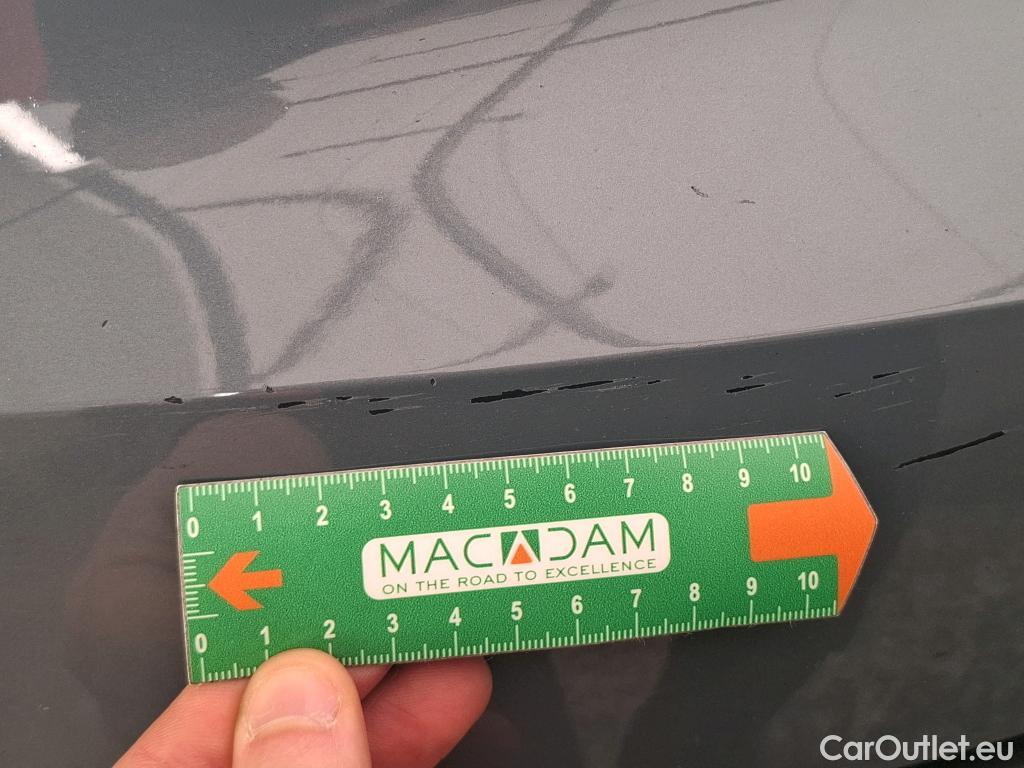 0 1 2 3 4 5 6 7 8 9 10
MACADAM
ON THE ROAD TO EXCELLENCE
0 1 2 3 4 5 6 7 8 9 10
CarOutlet.eu